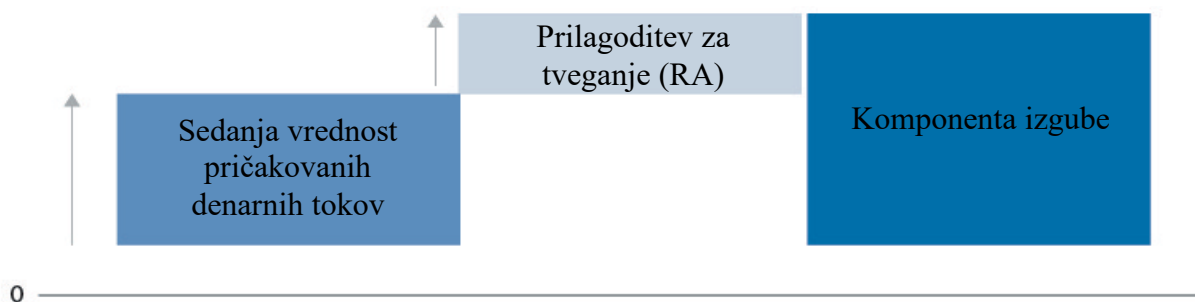 Prilagoditev za
tveganje (RA)
Sedanja vrednost
pričakovanih
denarnih tokov
Komponenta izgube
0